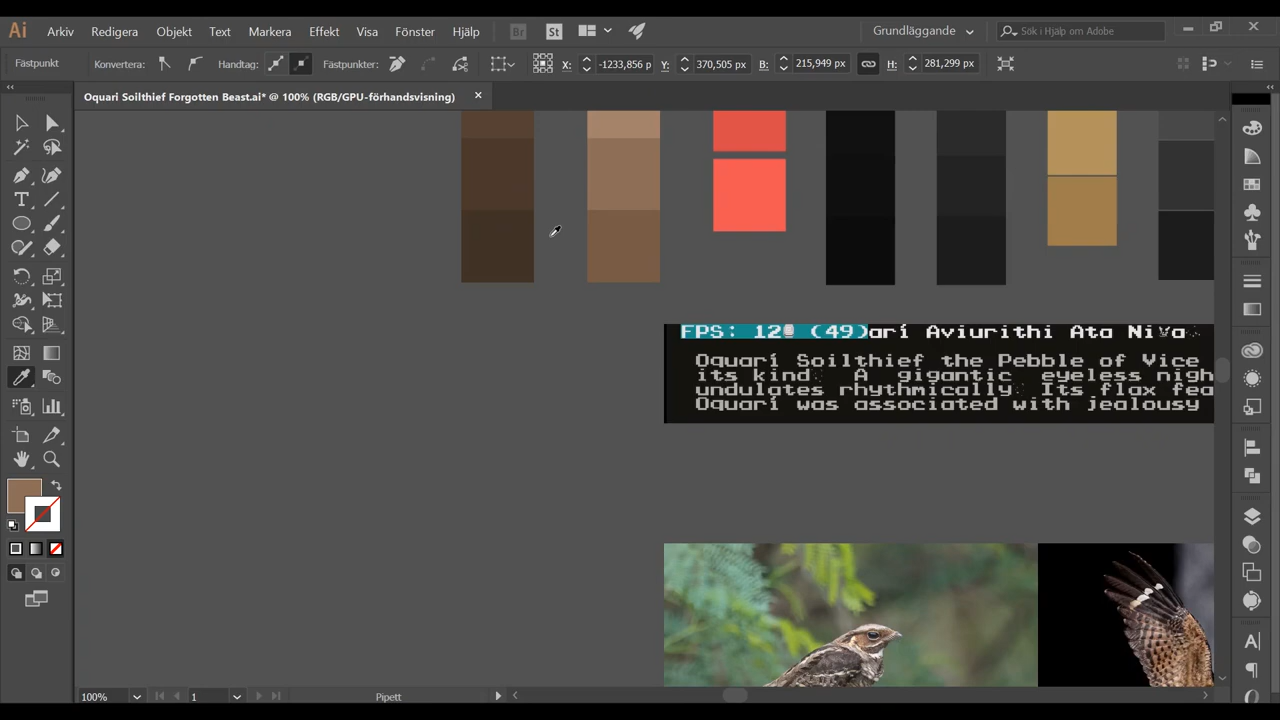 Ai Arkiv Redigera Objekt Text Markera Effekt Visa Fönster Hjälp Br St Grundläggande Sök i Hjälp om Adobe
Fästpunkt Konvertera: Handtag: Fästpunkter: X: -1233,856 p Y: 370,505 px B: 215,949 px H: 281,299 px
Oquari Soilthief Forgotten Beast.ai* @ 100% (RGB/GPU-förhandsvisning)
FPS: 12 (49) arí Aviurithi Ata
Oquarí Soilthief the Pebble of Vice
its kind A gigantic eyeless nigh
undulates rhythmically Its flax fea
Oquarí was associated with jealousy
100% 1 Pipett